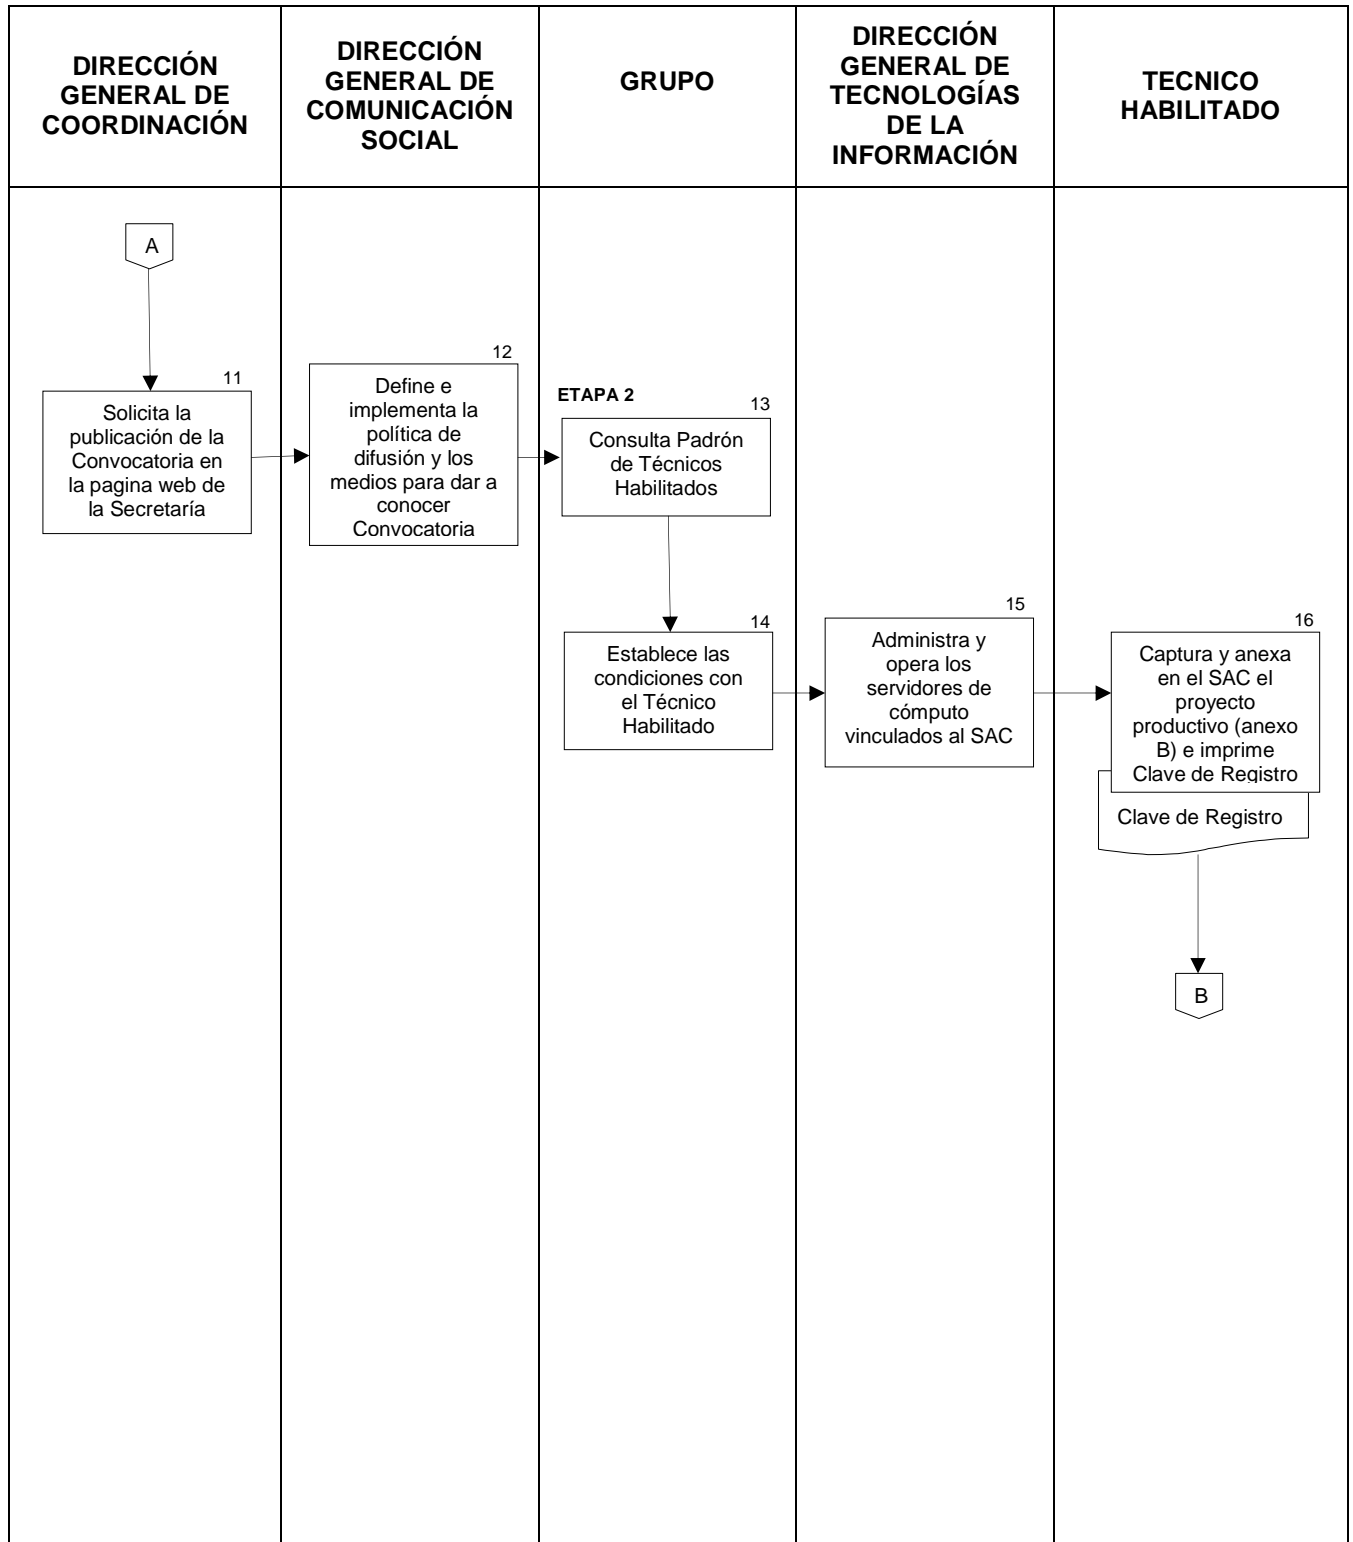 DIRECCIÓN
GENERAL DE
COORDINACIÓN
DIRECCIÓN
GENERAL DE
COMUNICACIÓN
SOCIAL
GRUPO
DIRECCIÓN
GENERAL DE
TECNOLOGÍAS
DE LA
INFORMACIÓN
TECNICO
HABILITADO
A
11
Solicita la
publicación de la
Convocatoria en
la pagina web de
la Secretaría
12
Define e
implementa la
política de
difusión y los
medios para dar a
conocer
Convocatoria
ETAPA 2
13
Consulta Padrón
de Técnicos
Habilitados
14
Establece las
condiciones con
el Técnico
Habilitado
15
Administra y
opera los
servidores de
cómputo
vinculados al SAC
16
Captura y anexa
en el SAC el
proyecto
productivo (anexo
B) e imprime
Clave de Registro
Clave de Registro
B